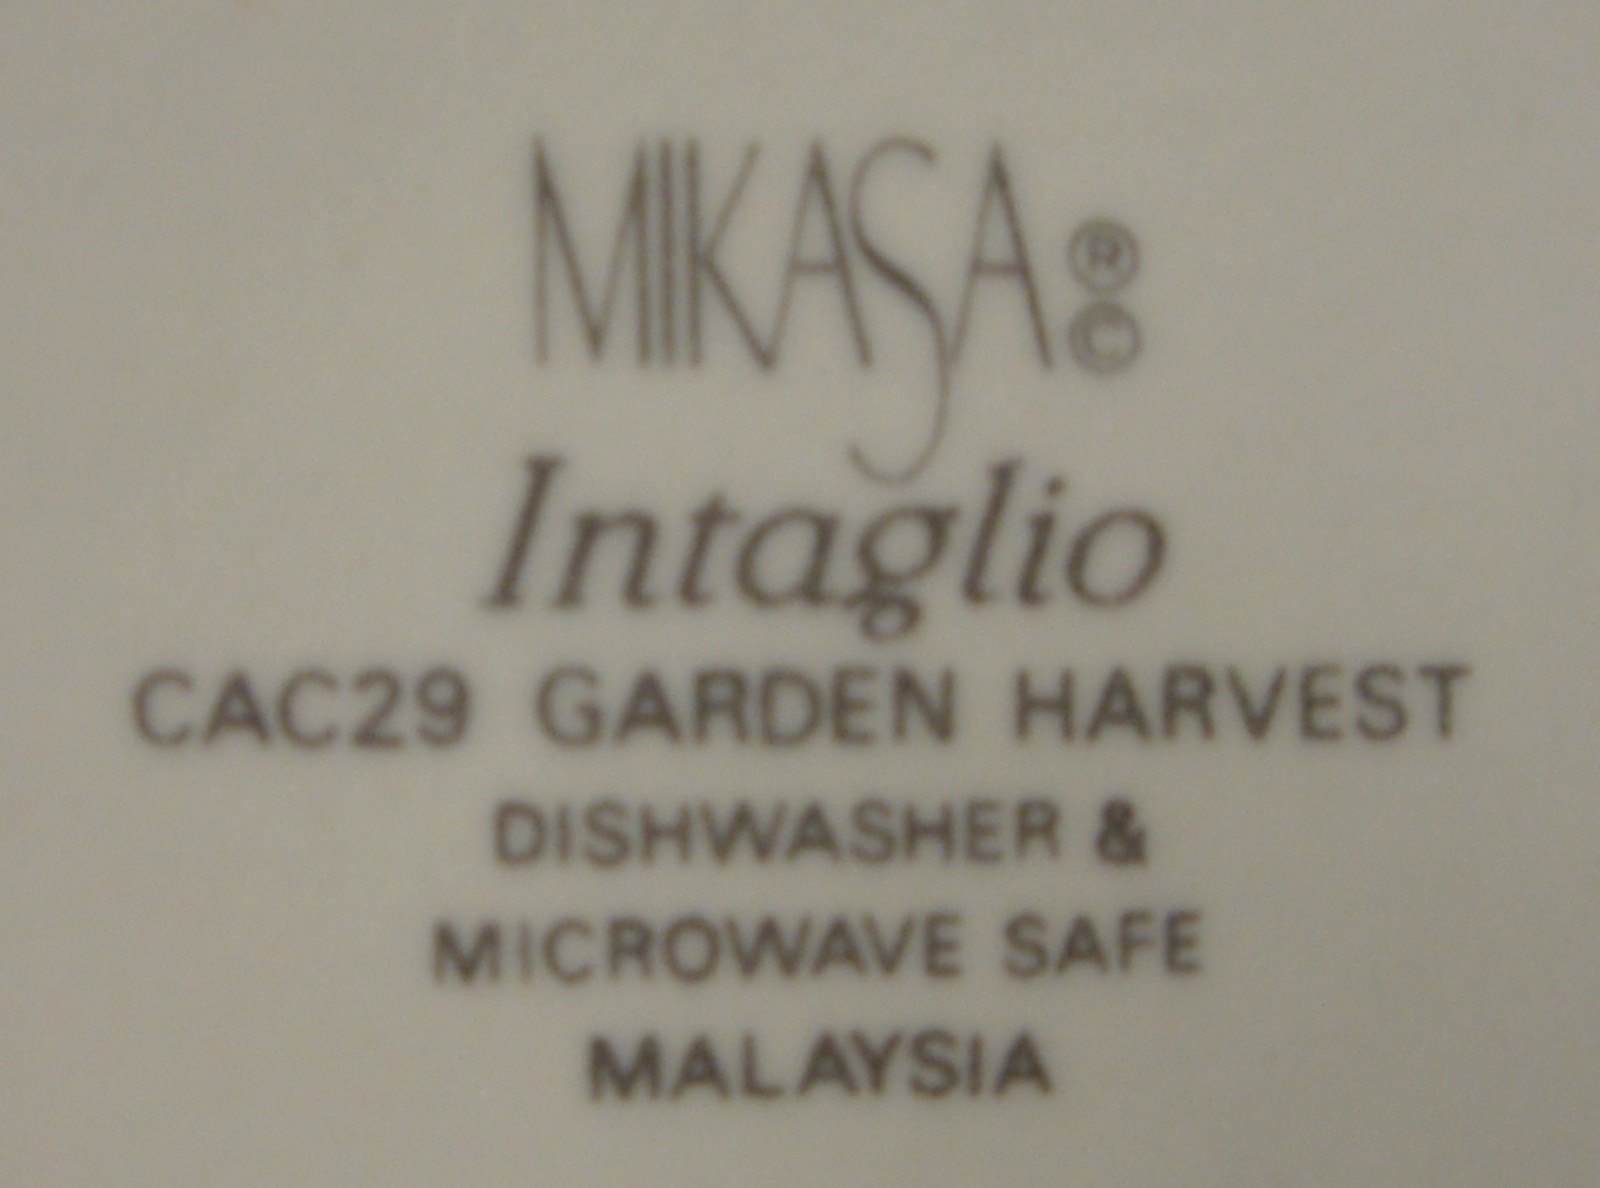 MIKASA ® ©
Intaglio
CAC29 GARDEN HARVEST
DISHWASHER &
MICROWAVE SAFE
MALAYSIA